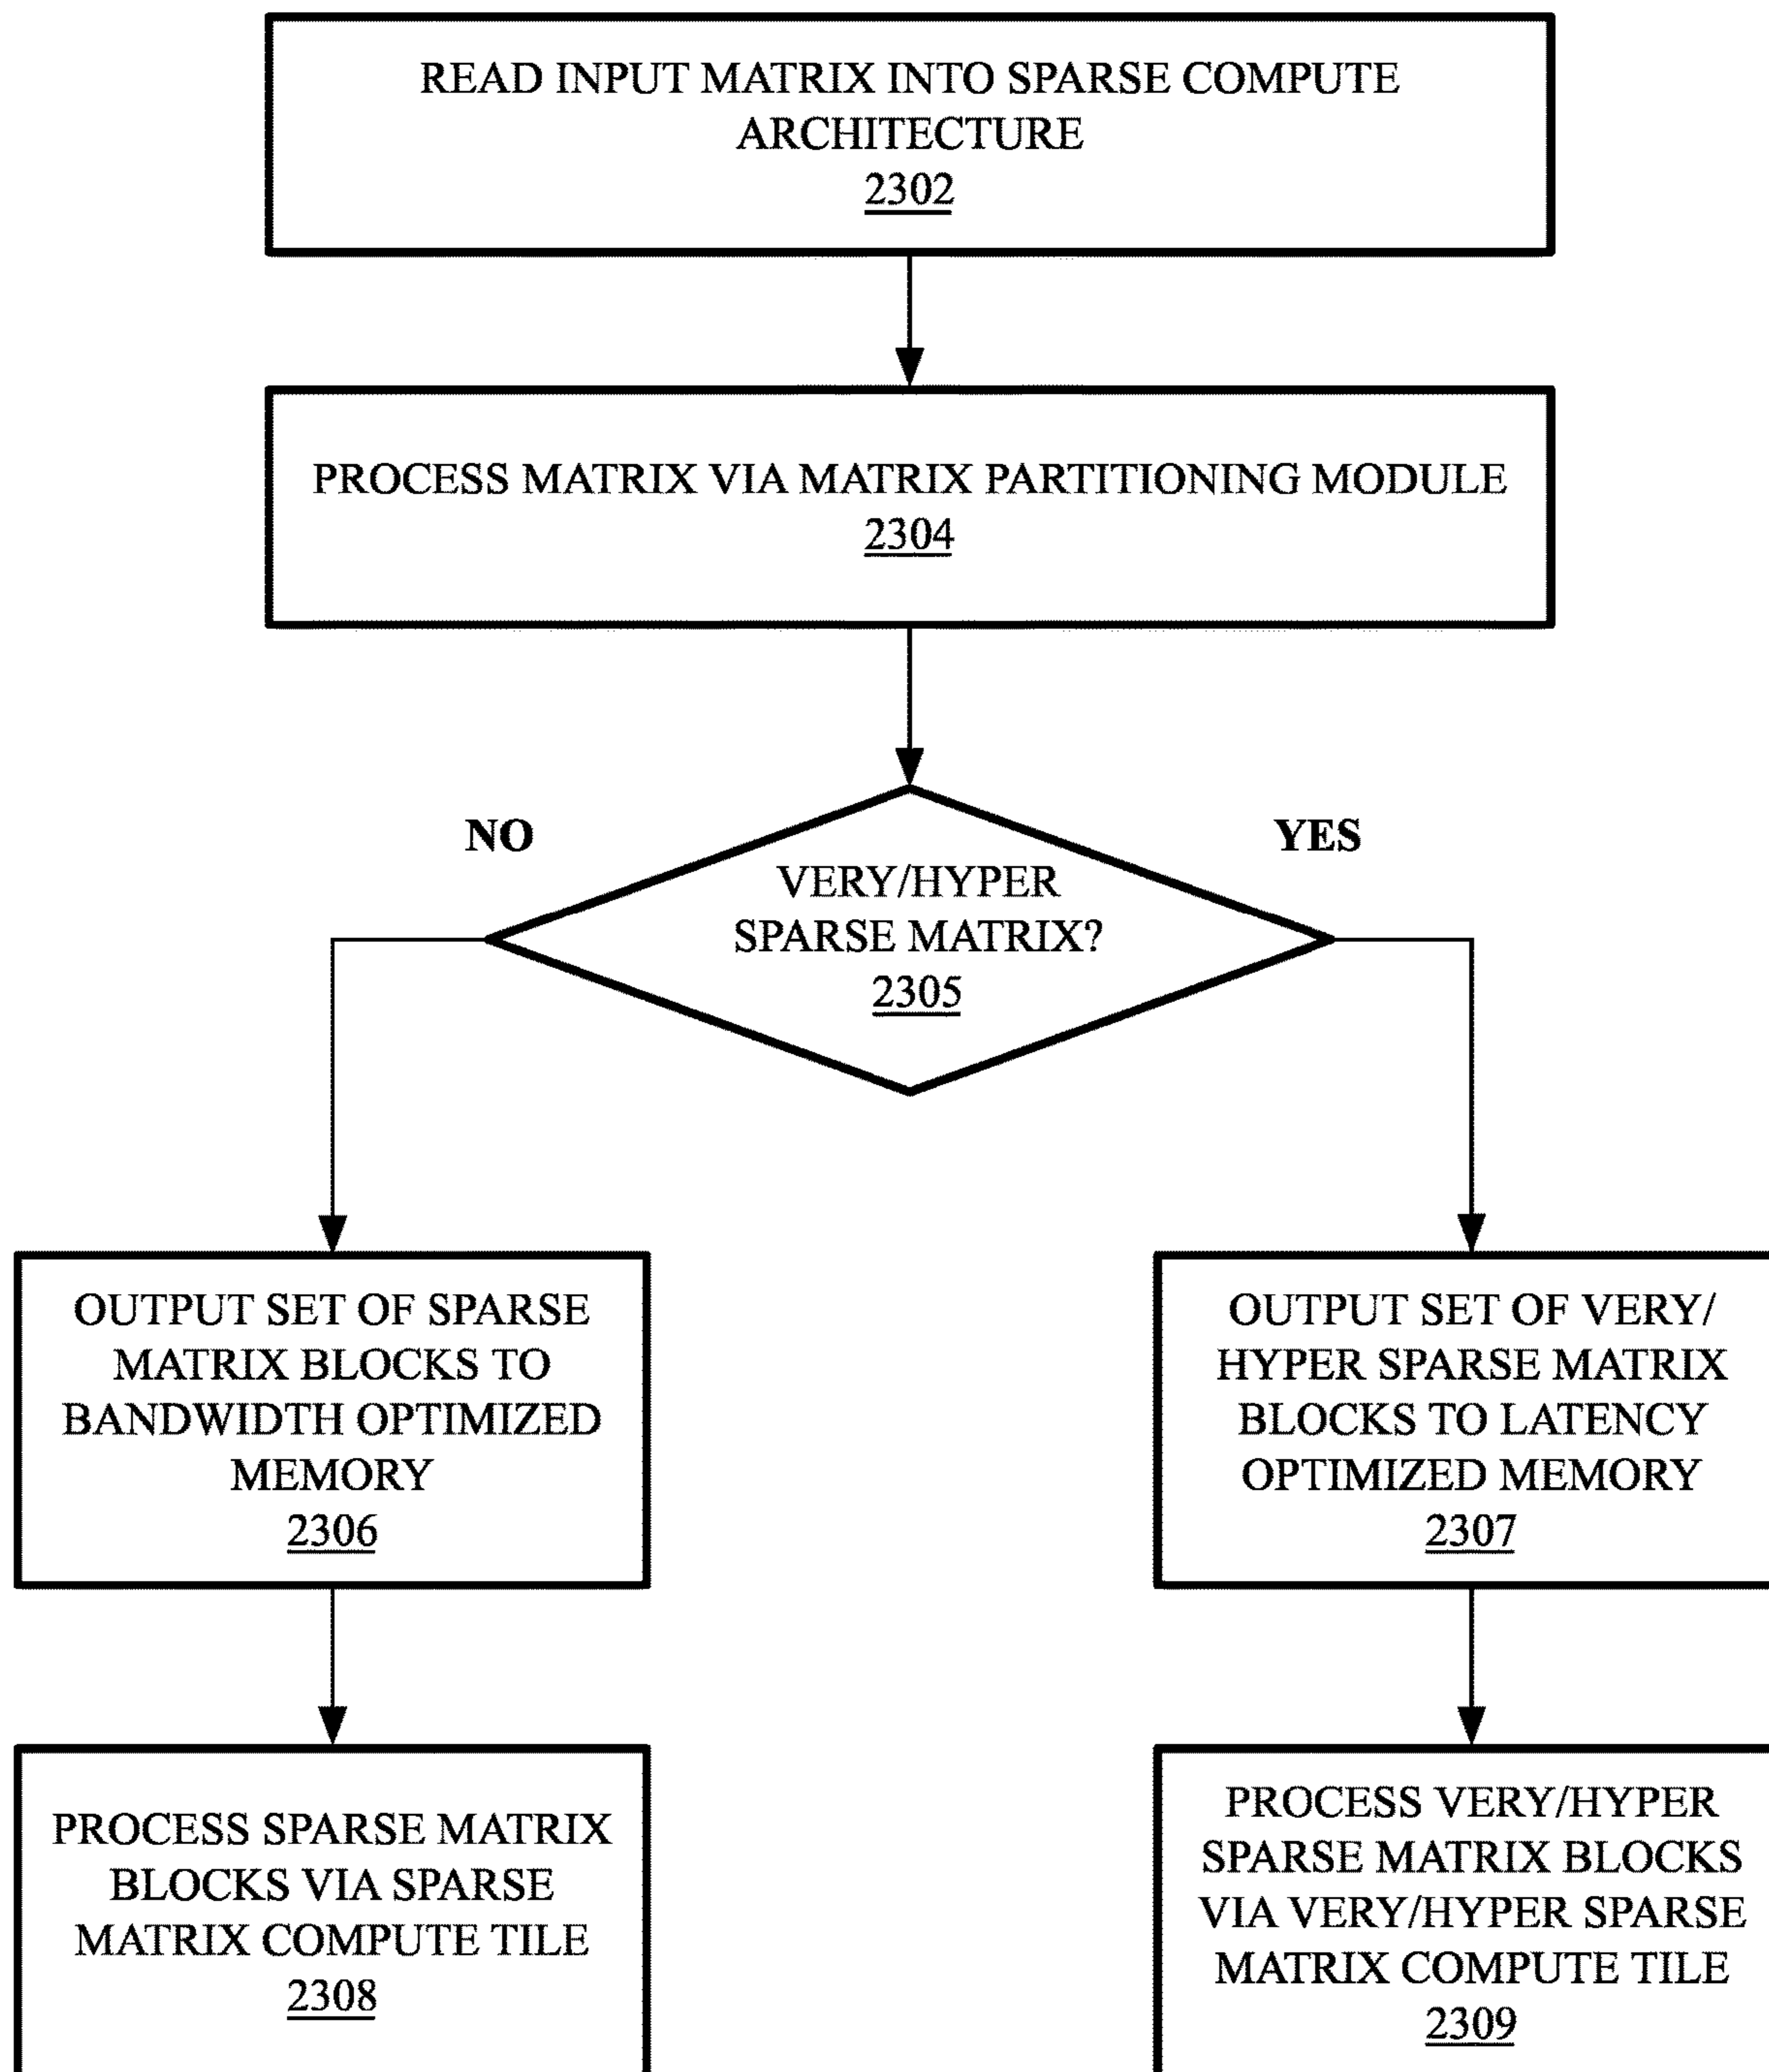 READ INPUT MATRIX INTO SPARSE COMPUTE
ARCHITECTURE
2302
PROCESS MATRIX VIA MATRIX PARTITIONING MODULE
2304
NO
YES
VERY/HYPER
SPARSE MATRIX?
2305
OUTPUT SET OF SPARSE
MATRIX BLOCKS TO
BANDWIDTH OPTIMIZED
MEMORY
2306
OUTPUT SET OF VERY/
HYPER SPARSE MATRIX
BLOCKS TO LATENCY
OPTIMIZED MEMORY
2307
PROCESS SPARSE MATRIX
BLOCKS VIA SPARSE
MATRIX COMPUTE TILE
2308
PROCESS VERY/HYPER
SPARSE MATRIX BLOCKS
VIA VERY/HYPER SPARSE
MATRIX COMPUTE TILE
2309